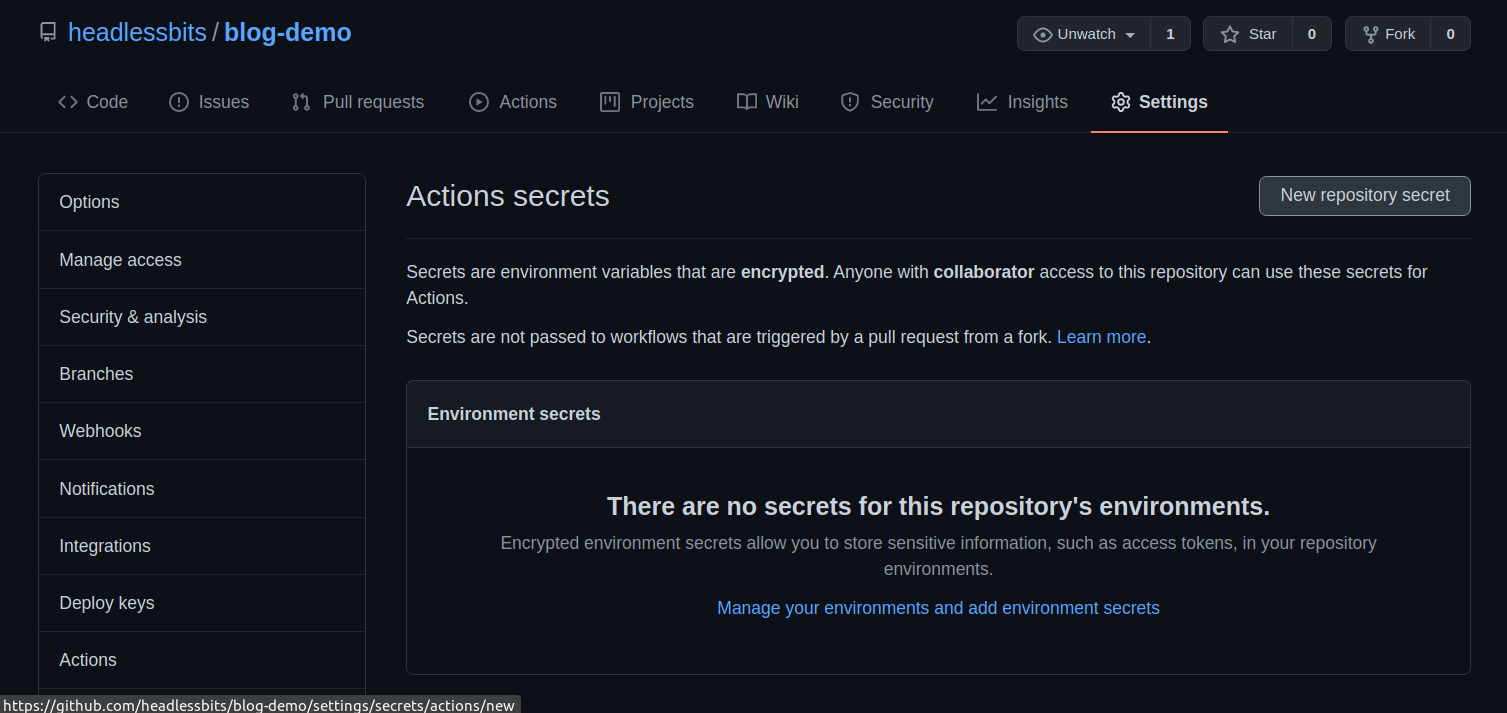 headlessbits / blog-demo
Unwatch 1 Star 0 Fork 0
Code Issues Pull requests Actions Projects Wiki Security Insights Settings
Options
Manage access
Security & analysis
Branches
Webhooks
Notifications
Integrations
Deploy keys
Actions
Actions secrets
New repository secret
Secrets are environment variables that are encrypted. Anyone with collaborator access to this repository can use these secrets for
Actions.
Secrets are not passed to workflows that are triggered by a pull request from a fork. Learn more.
Environment secrets
There are no secrets for this repository's environments.
Encrypted environment secrets allow you to store sensitive information, such as access tokens, in your repository
environments.
Manage your environments and add environment secrets
https://github.com/headlessbits/blog-demo/settings/secrets/actions/new